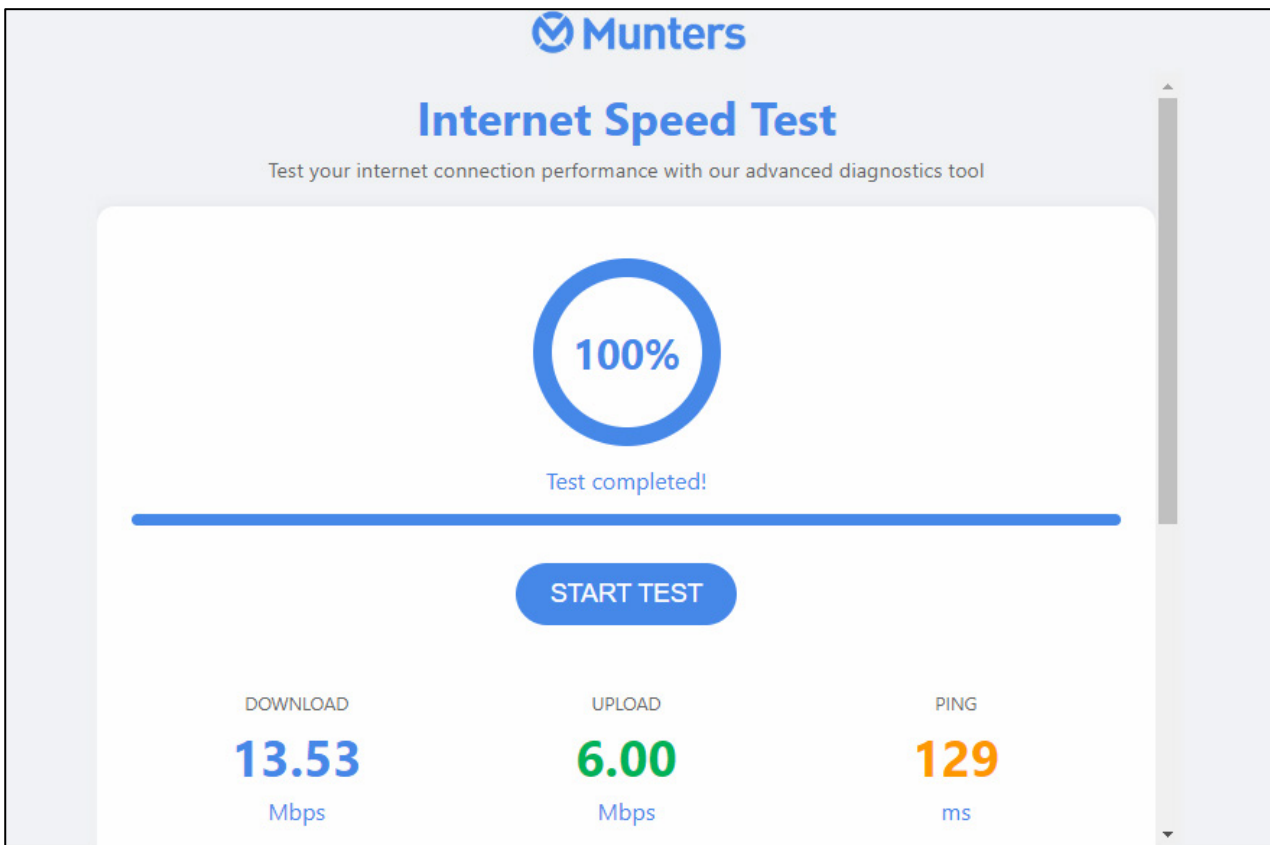 Munters
Internet Speed Test
Test your internet connection performance with our advanced diagnostics tool
100%
Test completed!
START TEST
DOWNLOAD UPLOAD PING
13.53 6.00 129
Mbps Mbps ms